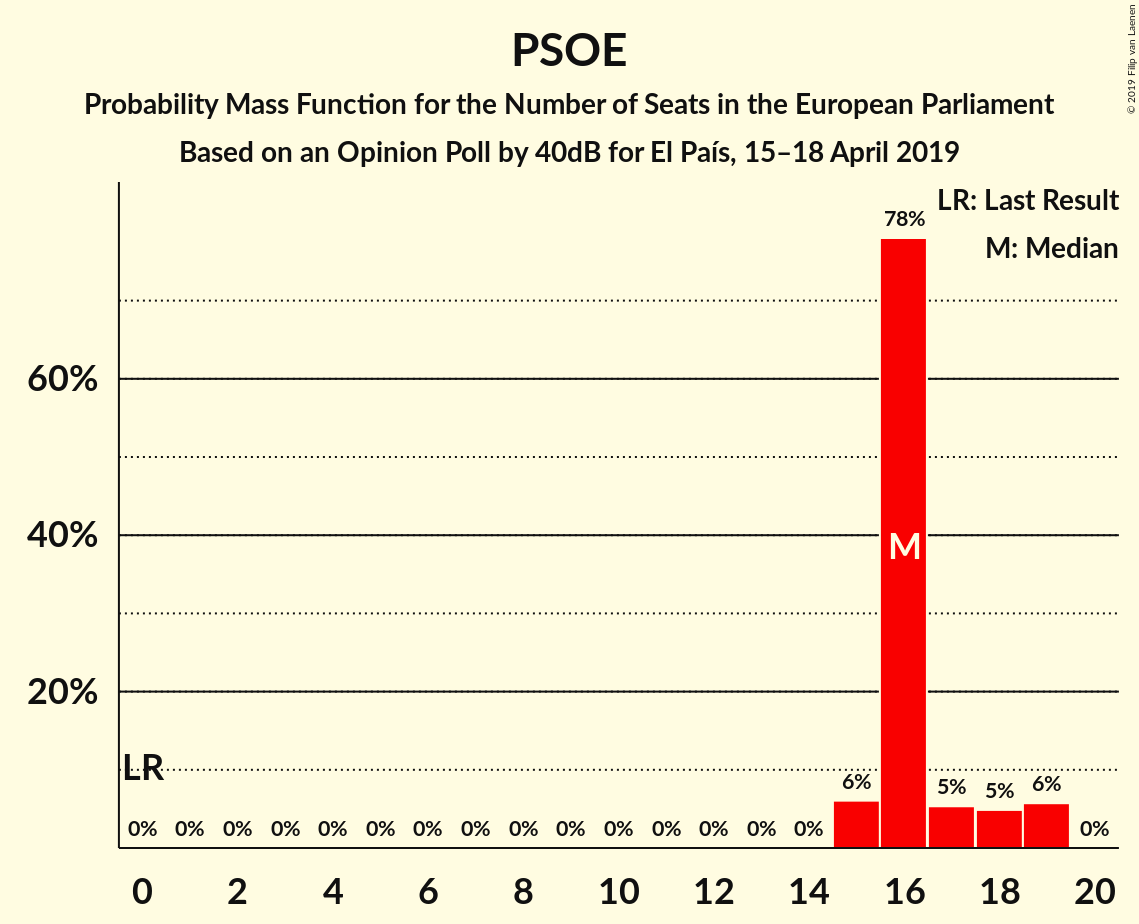 PSOE
Probability Mass Function for the Number of Seats in the European Parliament
Based on an Opinion Poll by 40dB for El País, 15–18 April 2019
© 2019 Filip van Laenen
LR: Last Result
M: Median
78%
60%
40%
M
20%
LR
6%
5%
5%
6%
0% 0% 0% 0% 0% 0% 0% 0% 0% 0% 0% 0% 0% 0% 0% 0%
0 2 4 6 8 10 12 14 16 18 20